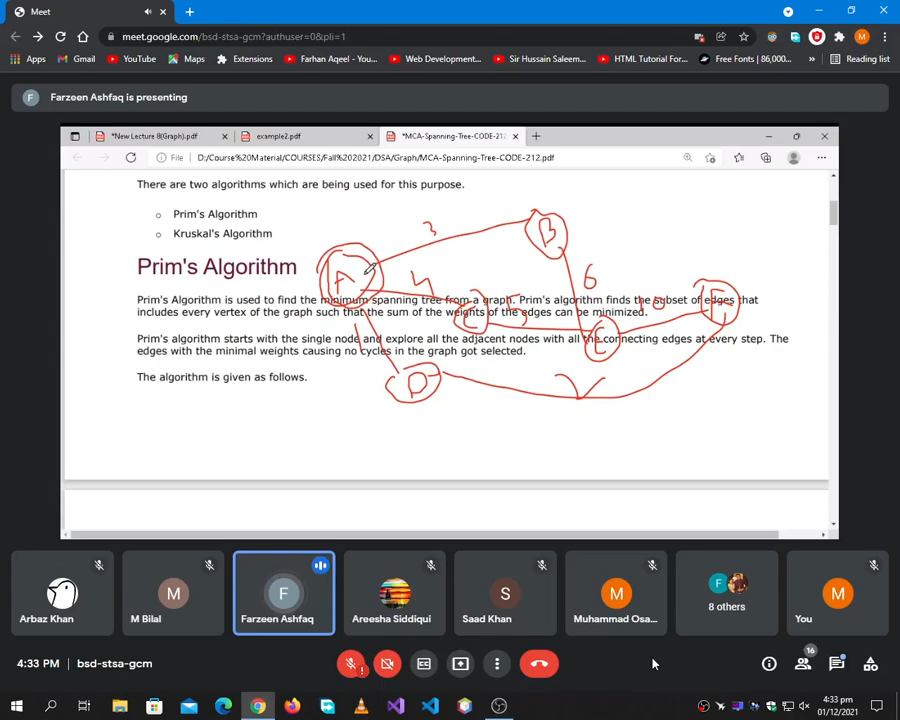 Meet
meet.google.com/bsd-stsa-gcm?authuser=0&pli=1
Apps Gmail YouTube Maps Extensions Farhan Aqeel - You... Web Development... Sir Hussain Saleem... HTML Tutorial For... Free Fonts | 86,000... » Reading list
F Farzeen Ashfaq is presenting
*New Lecture 8(Graph).pdf example2.pdf *MCA-Spanning-Tree-CODE-212
File D:/Course%20Material/COURSES/Fall%202021/DSA/Graph/MCA-Spanning-Tree-CODE-212.pdf
There are two algorithms which are being used for this purpose.
Prim's Algorithm
Kruskal's Algorithm
3 B
Prim's Algorithm
A 4 6
Prim's Algorithm is used to find the minimum spanning tree from a graph. Prim's algorithm finds the subset of edges that
includes every vertex of the graph such that the sum of the weights of the edges can be minimized.
C 5 10 F
Prim's algorithm starts with the single node and explore all the adjacent nodes with all the connecting edges at every step. The
edges with the minimal weights causing no cycles in the graph got selected.
1 E
The algorithm is given as follows.
D
Arbaz Khan
M
M Bilal
F
Farzeen Ashfaq
Areesha Siddiqui
S
Saad Khan
M
Muhammad Osa...
F
8 others
M
You
4:33 PM | bsd-stsa-gcm
16
4:33 pm
01/12/2021